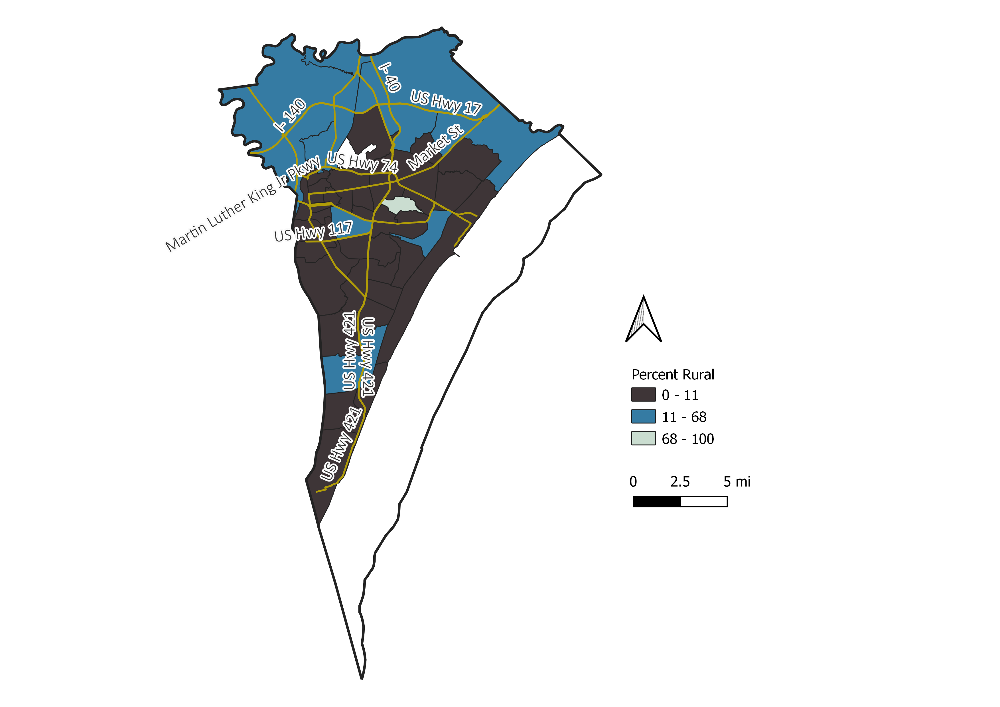 I- 40
US Hwy 17
I- 140
Market St
US Hwy 74
Martin Luther King Jr Pkwy
US Hwy 117
US Hwy 421
US Hwy 421
US Hwy 421
Percent Rural
0 - 11
11 - 68
68 - 100
0 2.5 5 mi